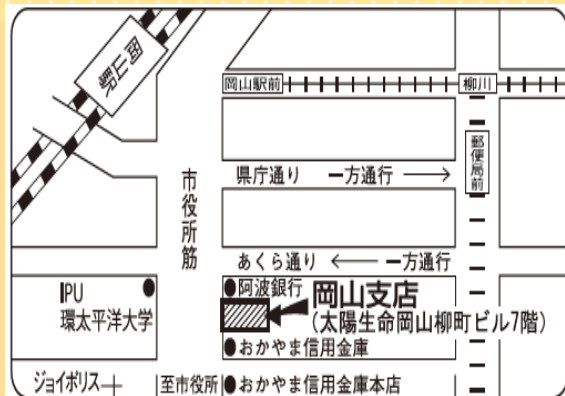 岡山駅
岡山駅前
柳川
郵便局前
市役所筋
県庁通り 一方通行 →
あくら通り ← 一方通行
IPU
環太平洋大学
●阿波銀行
岡山支店
(太陽生命岡山柳町ビル7階)
●おかやま信用金庫
ジョイポリス
至市役所
●おかやま信用金庫本店